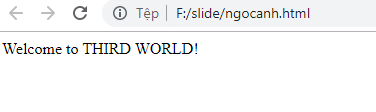 Tệp | F:/slide/ngocanh.html
Welcome to THIRD WORLD!